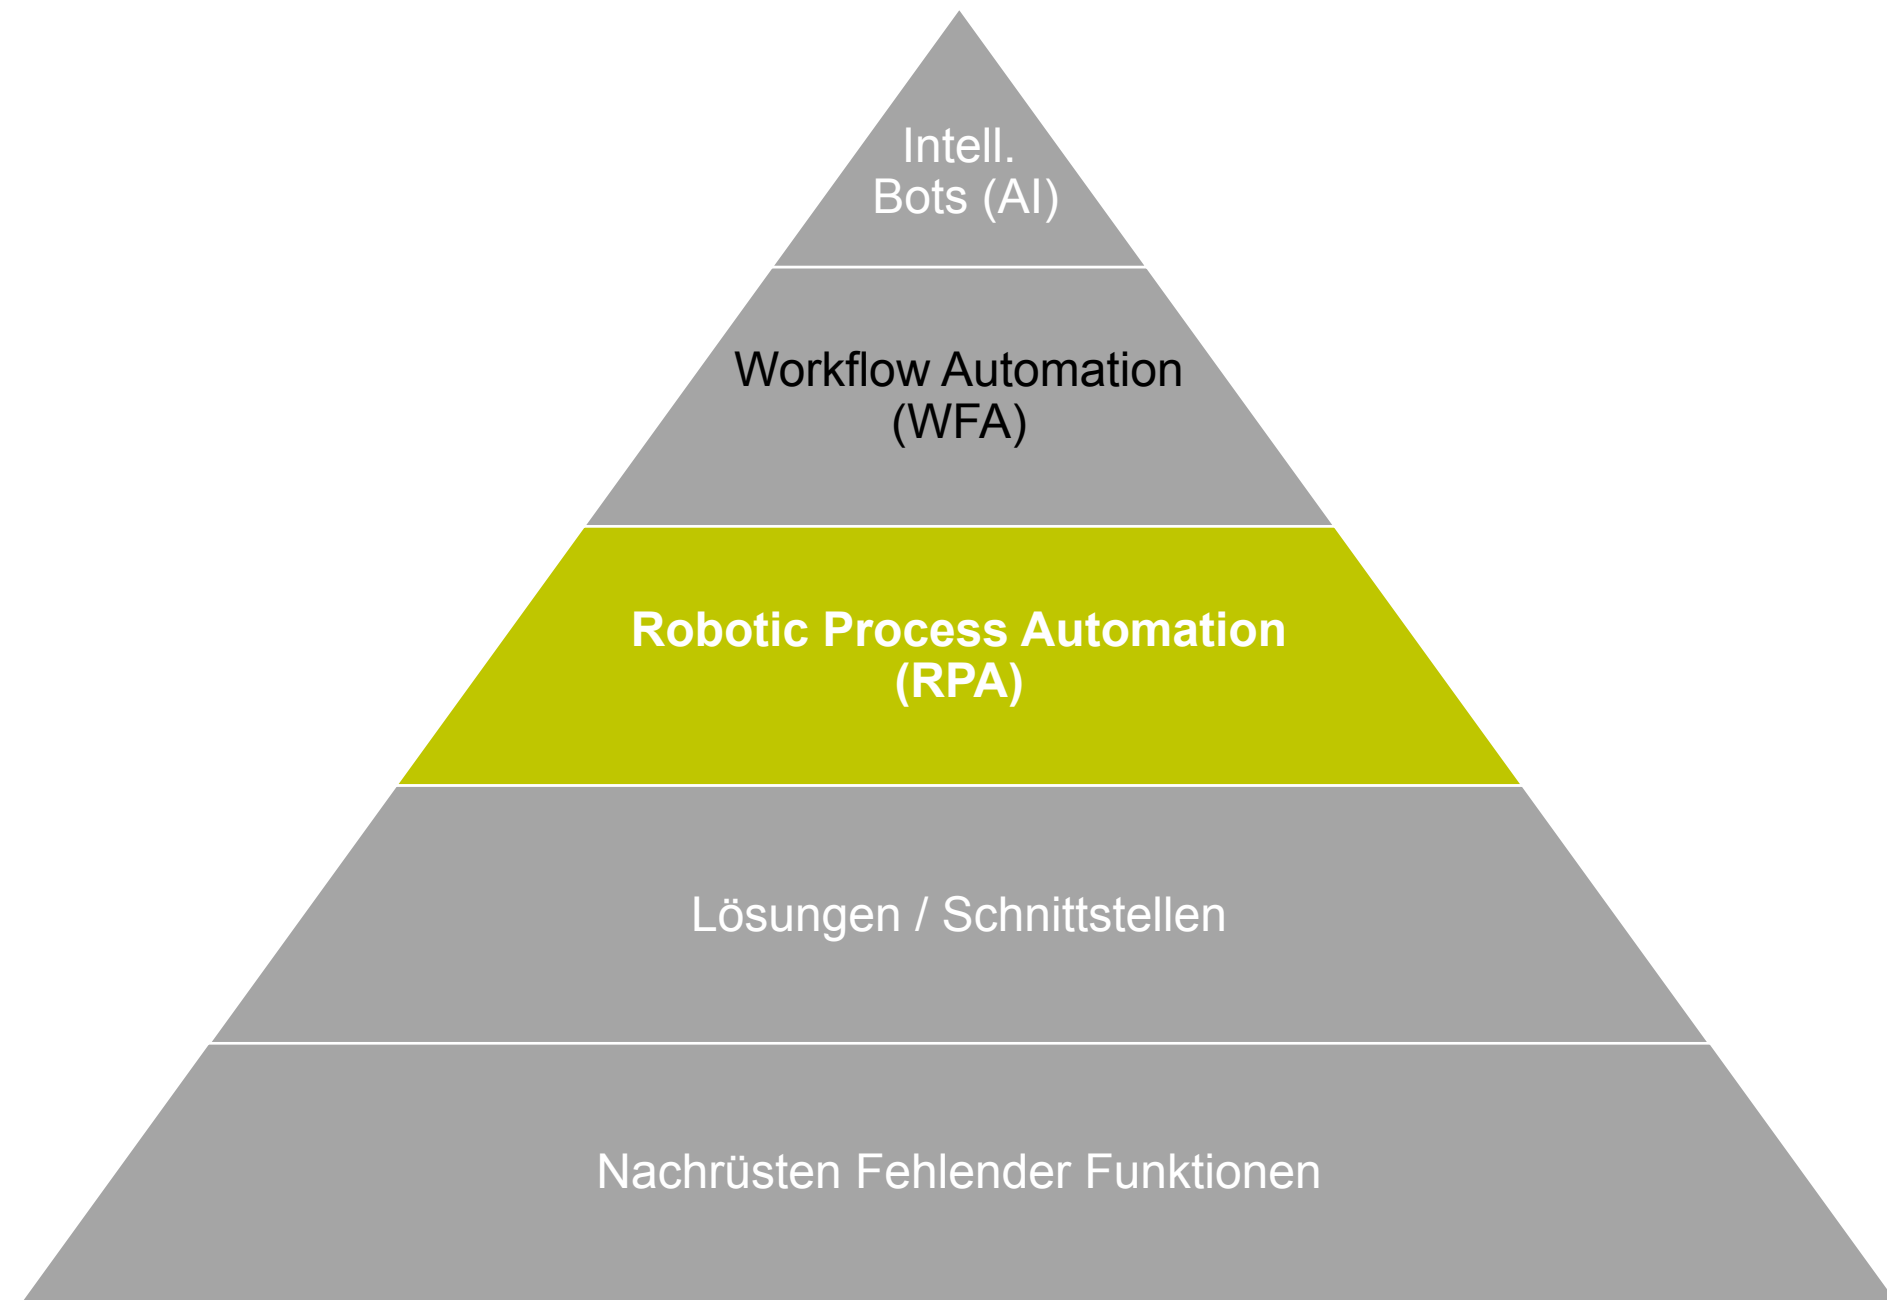 Intell.
Bots (AI)
Workflow Automation
(WFA)
Robotic Process Automation
(RPA)
Lösungen / Schnittstellen
Nachrüsten Fehlender Funktionen